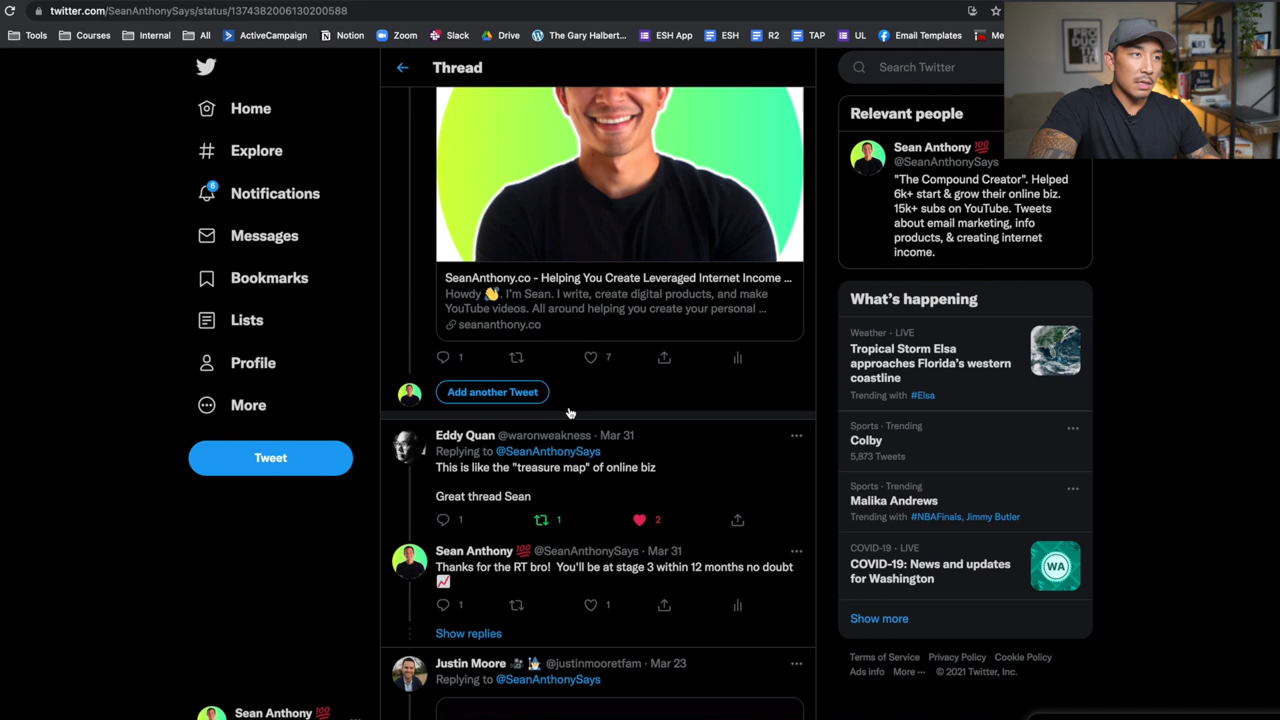 twitter.com/SeanAnthonySays/status/1374382006130200588
Tools
Courses
Internal
All
ActiveCampaign
Notion
Zoom
Slack
Drive
The Gary Halbert...
ESH App
ESH
R2
TAP
UL
Email Templates
Me
Home
Explore
6
Notifications
Messages
Bookmarks
Lists
Profile
More
Tweet
Sean Anthony 💯
Thread
SeanAnthony.co - Helping You Create Leveraged Internet Income ...
Howdy 👋. I'm Sean. I write, create digital products, and make
YouTube videos. All around helping you create your personal ...
seananthony.co
1
7
Add another Tweet
Eddy Quan @waronweakness · Mar 31
Replying to @SeanAnthonySays
This is like the "treasure map" of online biz
Great thread Sean
1
1
2
Sean Anthony 💯 @SeanAnthonySays · Mar 31
Thanks for the RT bro! You'll be at stage 3 within 12 months no doubt
📈
1
1
Show replies
Justin Moore @justinmooretfam · Mar 23
Replying to @SeanAnthonySays
Search Twitter
Relevant people
Sean Anthony 💯
@SeanAnthonySays
"The Compound Creator". Helped
6k+ start & grow their online biz.
15k+ subs on YouTube. Tweets
about email marketing, info
products, & creating internet
income.
What's happening
Weather · LIVE
Tropical Storm Elsa
approaches Florida's western
coastline
Trending with #Elsa
Sports · Trending
Colby
5,873 Tweets
Sports · Trending
Malika Andrews
Trending with #NBAFinals, Jimmy Butler
COVID-19 · LIVE
COVID-19: News and updates
for Washington
WA
Show more
Terms of Service Privacy Policy Cookie Policy
Ads info More ··· © 2021 Twitter, Inc.